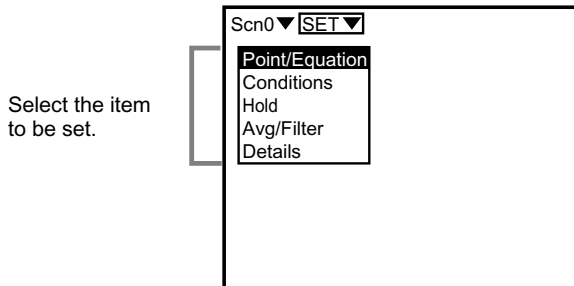 Scn0▼ SET▼
Point/Equation
Conditions
Hold
Avg/Filter
Details
Select the item
to be set.